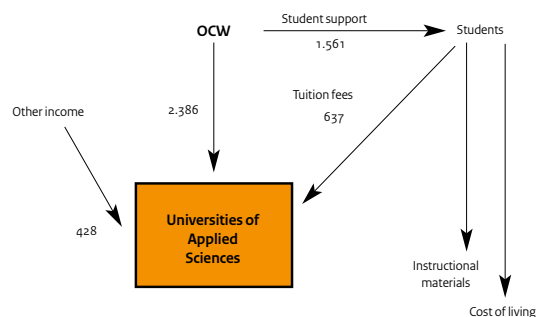 Student support
OCW
Students
1.561
Tuition fees
637
2.386
Other income
428
Universities of
Applied
Sciences
Instructional
materials
Cost of living